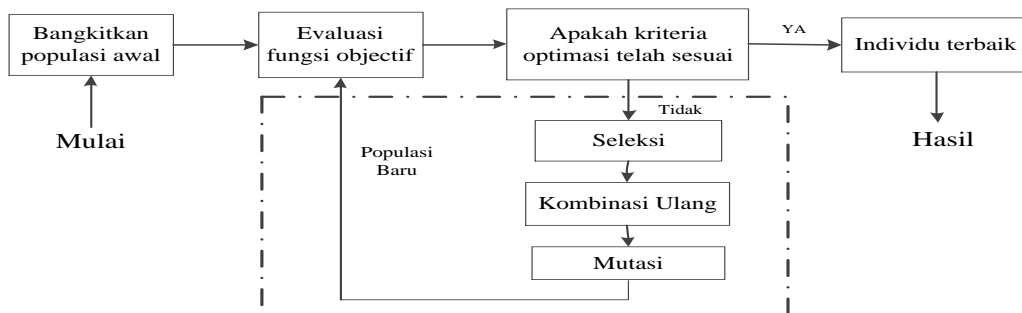 Bangkitkan
populasi awal
Evaluasi
fungsi objectif
Apakah kriteria
optimasi telah sesuai
YA
Individu terbaik
Mulai
Tidak
Hasil
Seleksi
Populasi
Baru
Kombinasi Ulang
Mutasi